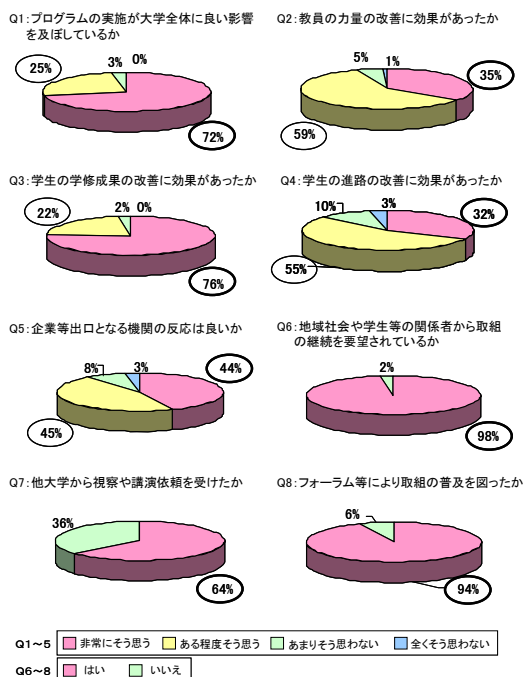 Q1:プログラムの実施が大学全体に良い影響
を及ぼしているか
25%
3%
0%
72%
Q2:教員の力量の改善に効果があったか
5%
1%
35%
59%
Q3:学生の学修成果の改善に効果があったか
22%
2%
0%
76%
Q4:学生の進路の改善に効果があったか
10%
3%
32%
55%
Q5:企業等出口となる機関の反応は良いか
8%
3%
44%
45%
Q6:地域社会や学生等の関係者から取組
の継続を要望されているか
2%
98%
Q7:他大学から視察や講演依頼を受けたか
36%
64%
Q8:フォーラム等により取組の普及を図ったか
6%
94%
Q1~5 非常にそう思う ある程度そう思う あまりそう思わない 全くそう思わない
Q6~8 はい いいえ